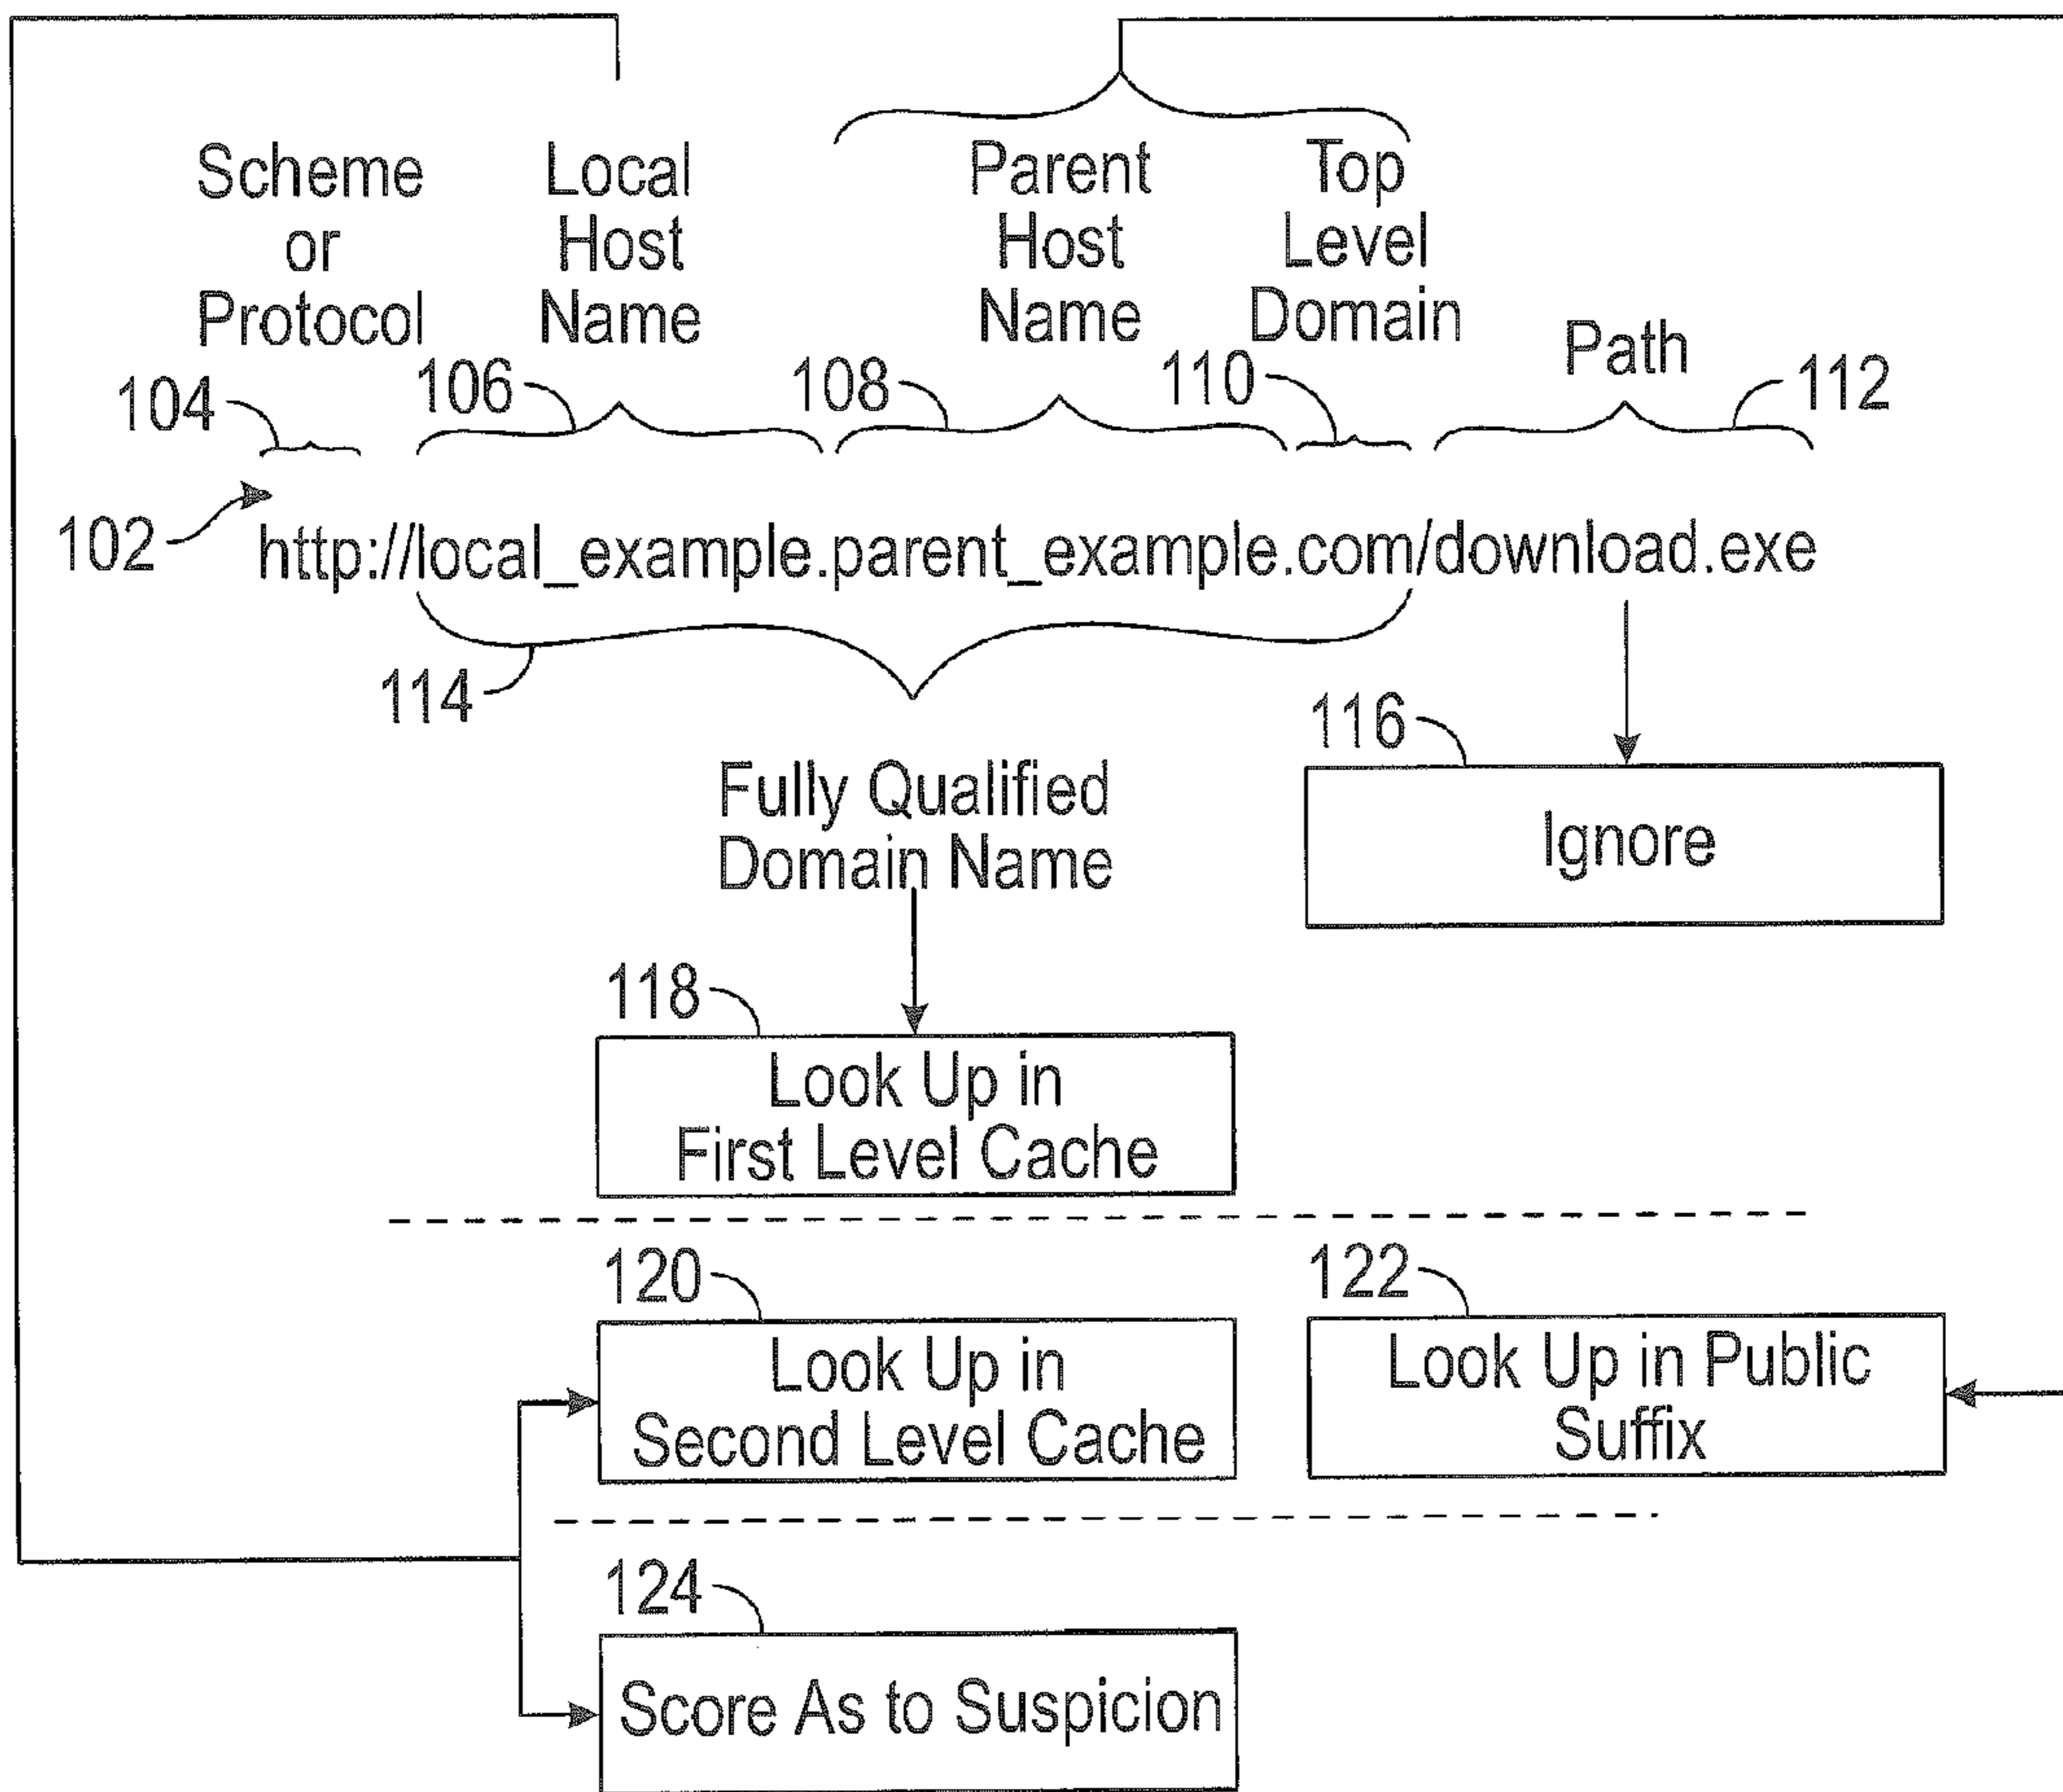 Scheme
or
Protocol
Local
Host
Name
Parent
Host
Name
Top
Level
Domain
Path
104
106
108
110
112
102
http://local_example.parent_example.com/download.exe
114
Fully Qualified
Domain Name
116
Ignore
118
Look Up in
First Level Cache
120
Look Up in
Second Level Cache
122
Look Up in Public
Suffix
124
Score As to Suspicion